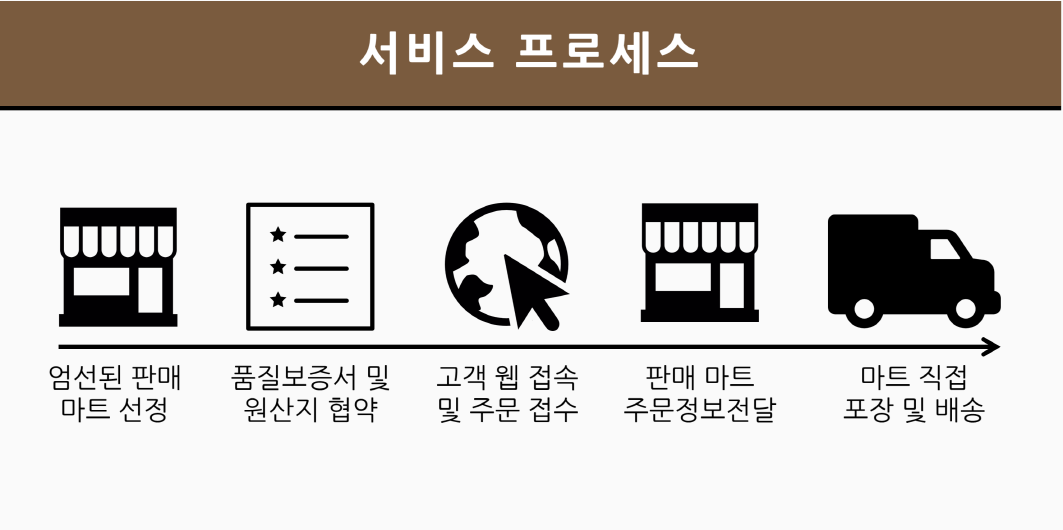 서비스 프로세스
엄선된 판매
마트 선정
품질보증서 및
원산지 협약
고객 웹 접속
및 주문 접수
판매 마트
주문정보전달
마트 직접
포장 및 배송